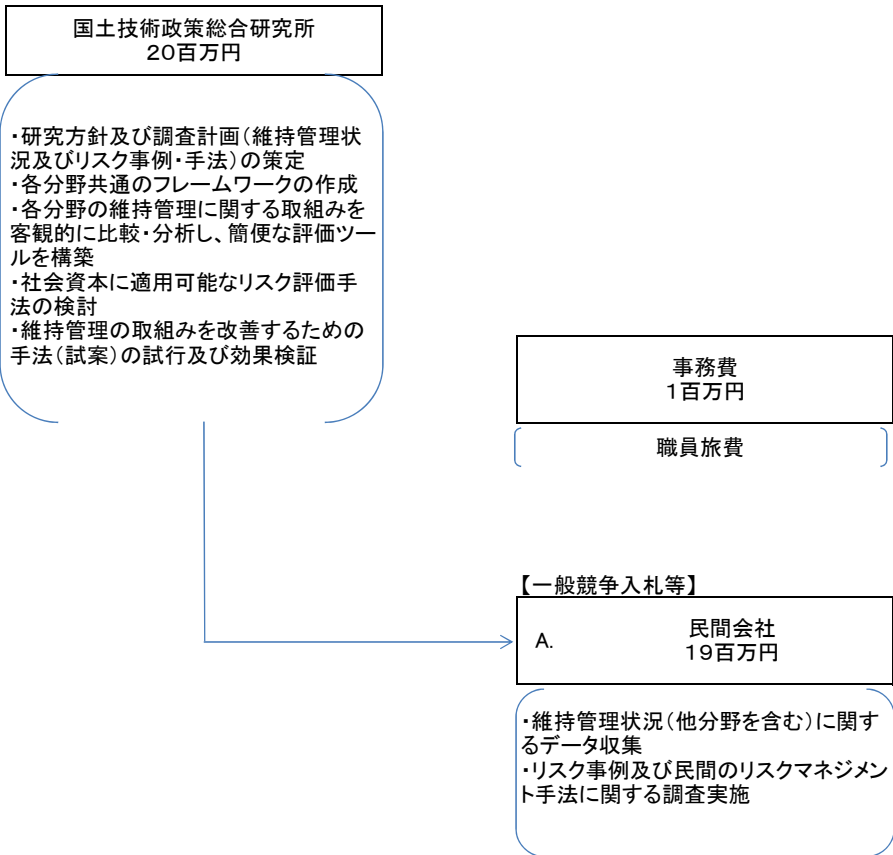 国土技術政策総合研究所
20百万円
・研究方針及び調査計画(維持管理状
況及びリスク事例・手法)の策定
・各分野共通のフレームワークの作成
・各分野の維持管理に関する取組みを
客観的に比較・分析し、簡便な評価ツー
ルを構築
・社会資本に適用可能なリスク評価手
法の検討
・維持管理の取組みを改善するための
手法(試案)の試行及び効果検証
事務費
1百万円
職員旅費
【一般競争入札等】
A. 民間会社
19百万円
・維持管理状況(他分野を含む)に関す
るデータ収集
・リスク事例及び民間のリスクマネジメン
ト手法に関する調査実施